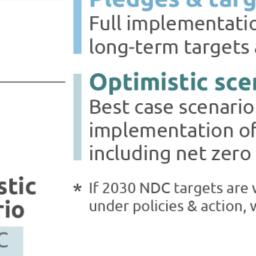 Pledges & targ
Full implementatio
long-term targets
Optimistic scen
Best case scenario
implementation of
including net zero
* If 2030 NDC targets are
under policies & action,
stic
rio
C